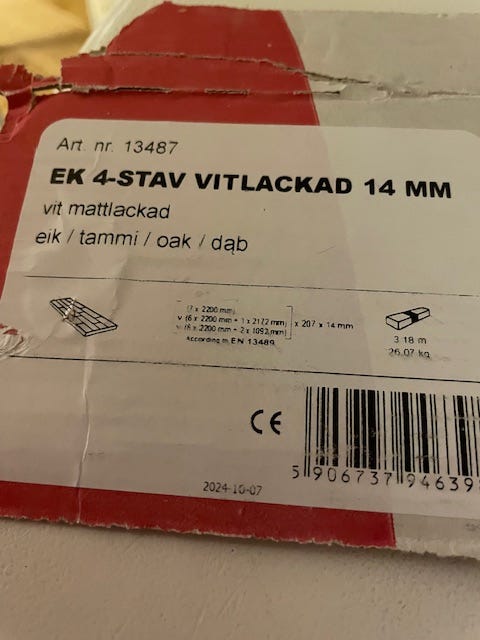 Art. nr. 13487
EK 4-STAV VITLACKAD 14 MM
vit mattlackad
eik / tammi / oak / dąb
(7 x 2200 mm)
v (6 x 2200 mm + 1 x 2172 mm)
v (6 x 2200 mm + 2 x 1092 mm)
x 207 x 14 mm
According to EN 13489
3,18 m
26,07 kg
CE
5 906737 94639
2024-10-07